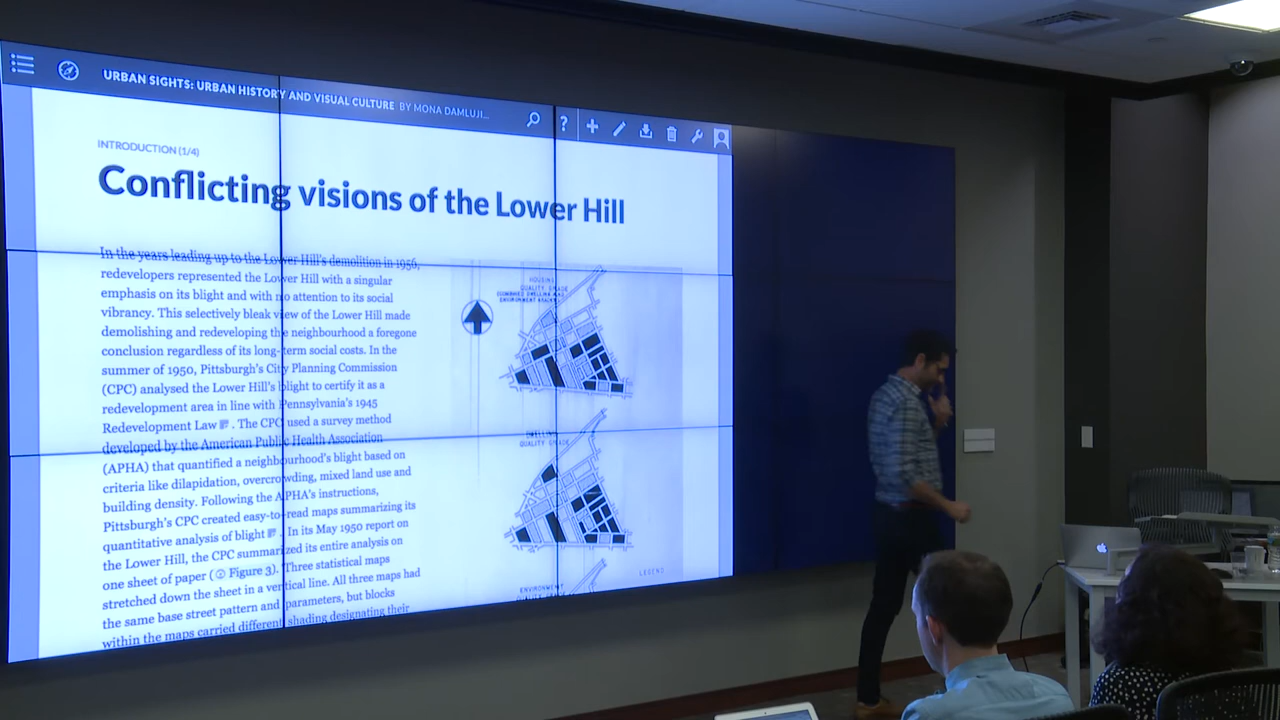 URBAN SIGHTS: URBAN HISTORY AND VISUAL CULTURE BY MONA DAMLUJI...
INTRODUCTION (1/4)
Conflicting visions of the Lower Hill
In the years leading up to the Lower Hill's demolition in 1956,
redevelopers represented the Lower Hill with a singular
emphasis on its blight and with no attention to its social
vibrancy. This selectively bleak view of the Lower Hill made
demolishing and redeveloping the neighbourhood a foregone
conclusion regardless of its long-term social costs. In the
summer of 1950, Pittsburgh's City Planning Commission
(CPC) analysed the Lower Hill's blight to certify it as a
redevelopment area in line with Pennsylvania's 1945
Redevelopment Law . The CPC used a survey method
developed by the American Public Health Association
(APHA) that quantified a neighbourhood's blight based on
criteria like dilapidation, overcrowding, mixed land use and
building density. Following the APHA's instructions,
Pittsburgh's CPC created easy-to-read maps summarizing its
quantitative analysis of blight . In its May 1950 report on
the Lower Hill, the CPC summarized its entire analysis on
one sheet of paper ( Figure 3). Three statistical maps
stretched down the sheet in a vertical line. All three maps had
the same base street pattern and parameters, but blocks
within the maps carried different shading designating their
HOUSING
QUALITY GRADE
(COMBINED DWELLING AND
DWELLING
QUALITY GRADE
ENVIRONMENT
LEGEND